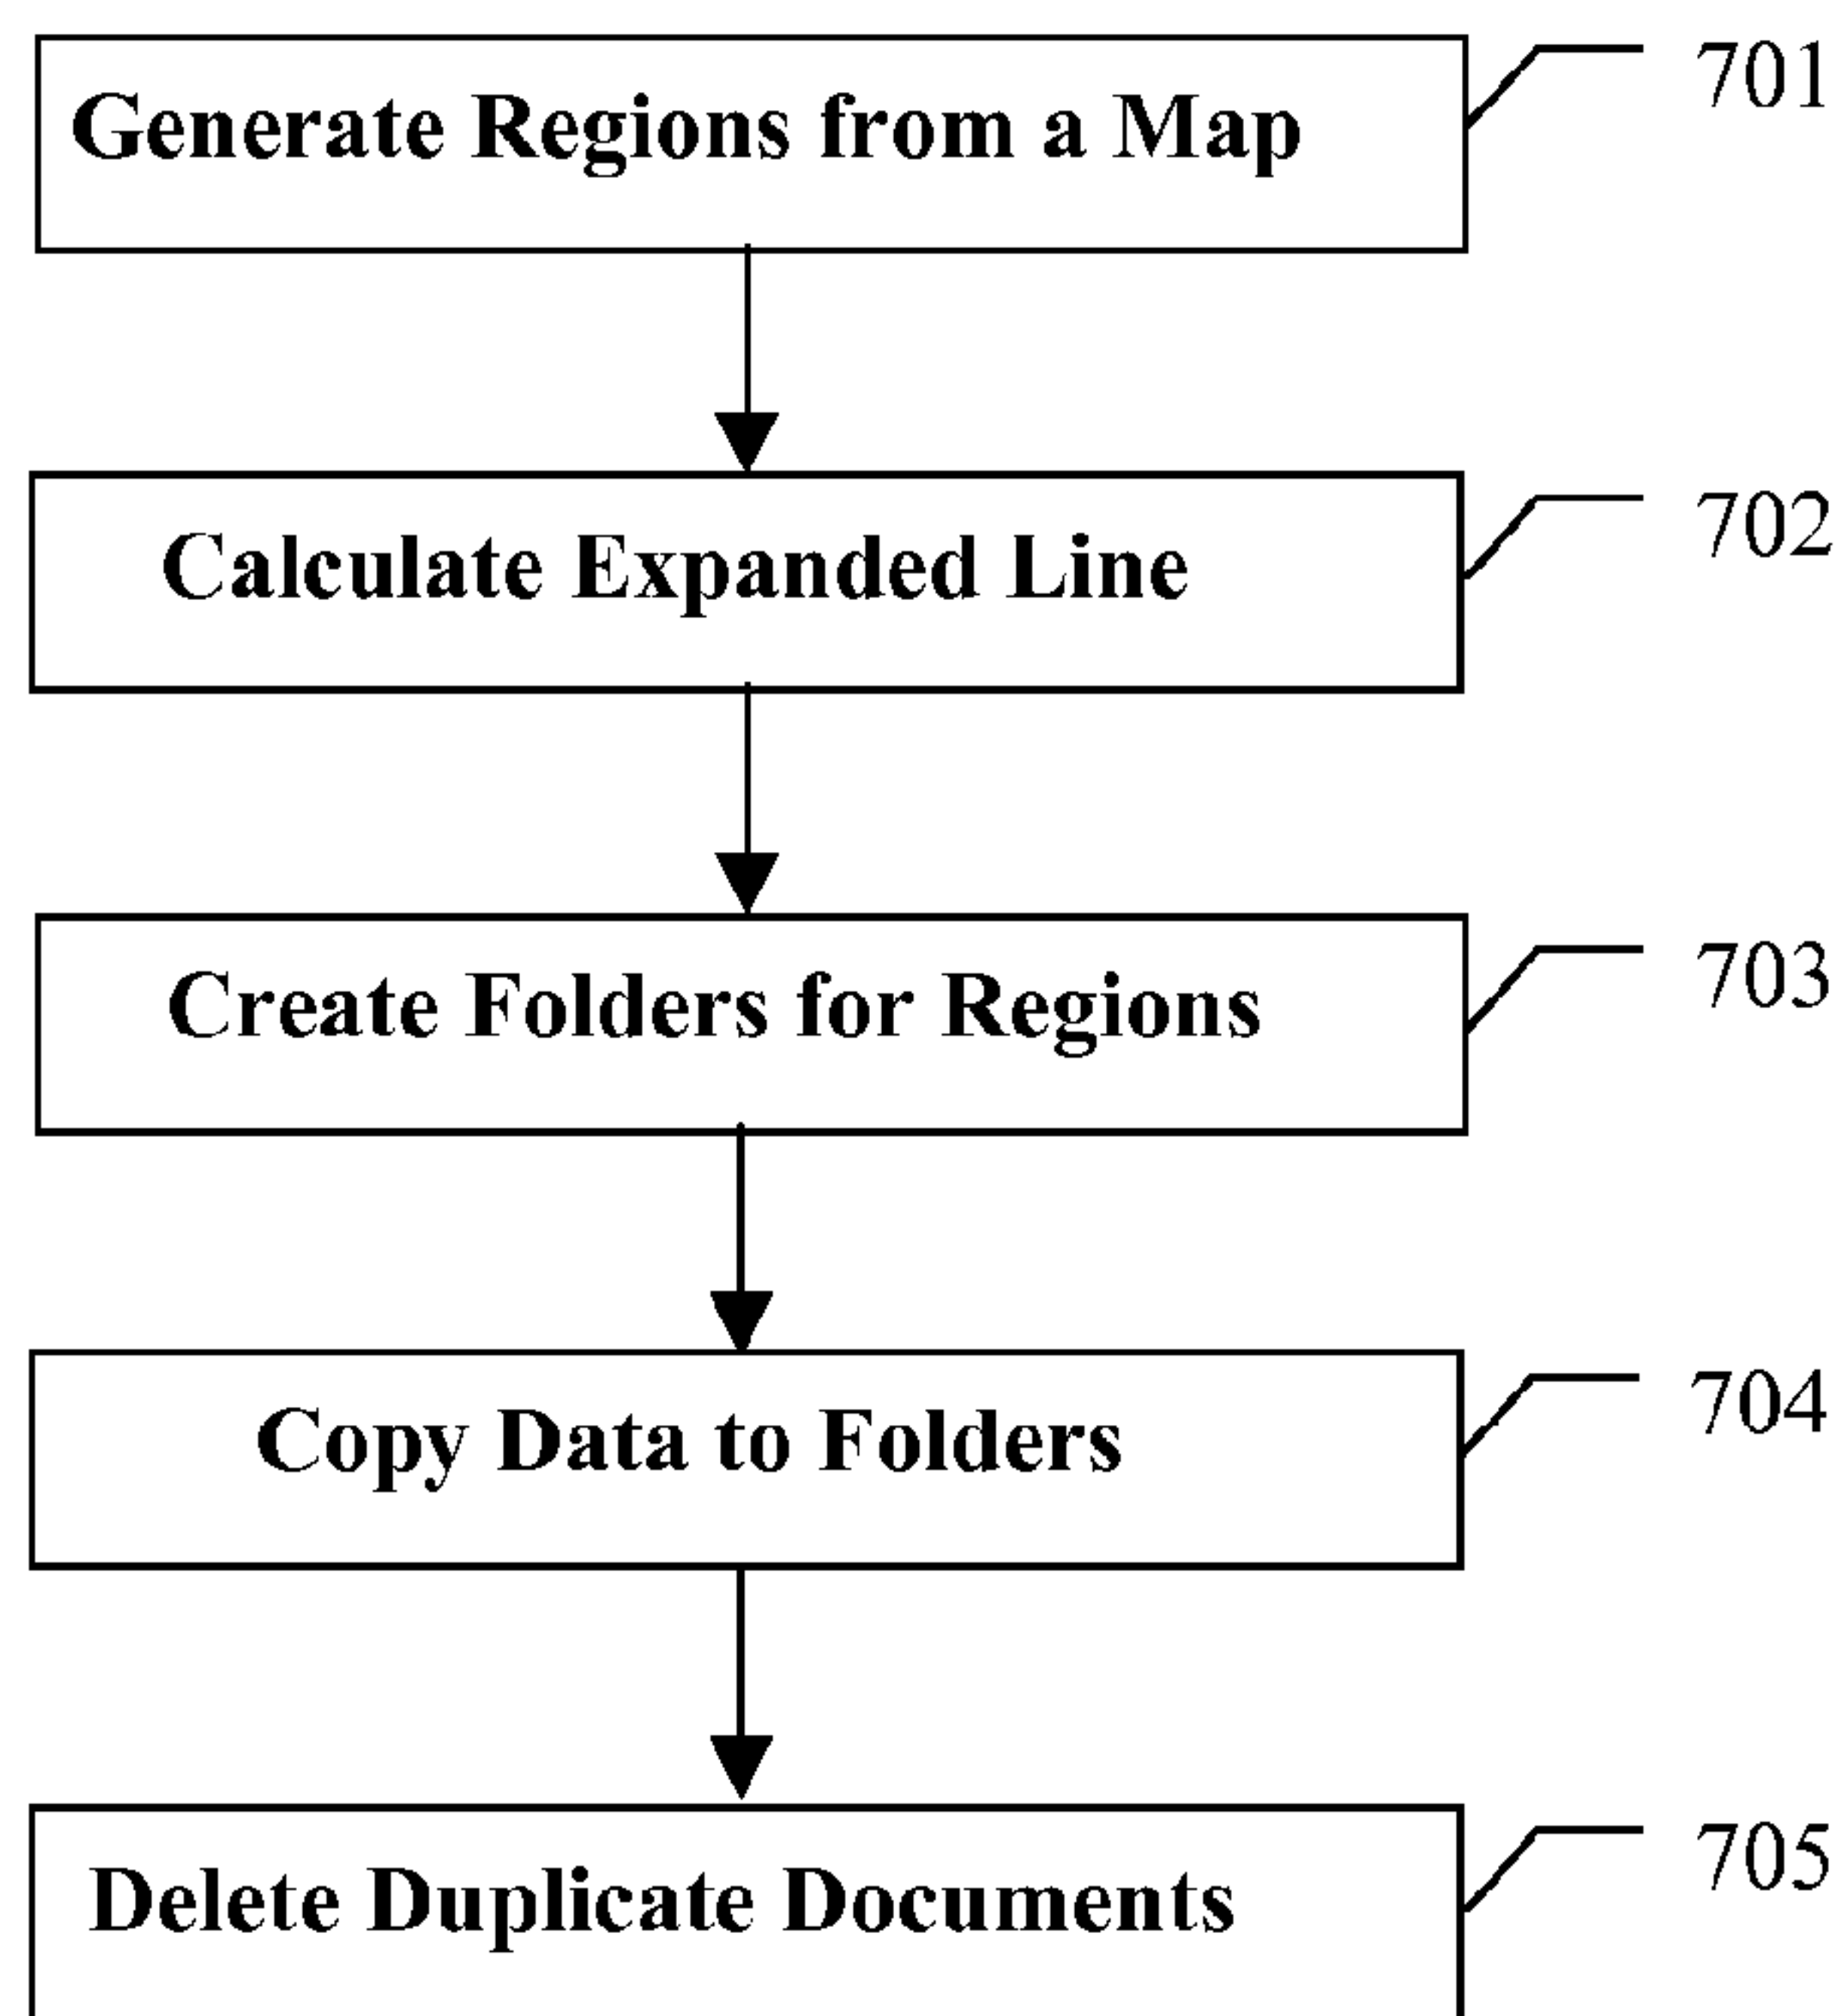 Generate Regions from a Map
701
Calculate Expanded Line
702
Create Folders for Regions
703
Copy Data to Folders
704
Delete Duplicate Documents
705